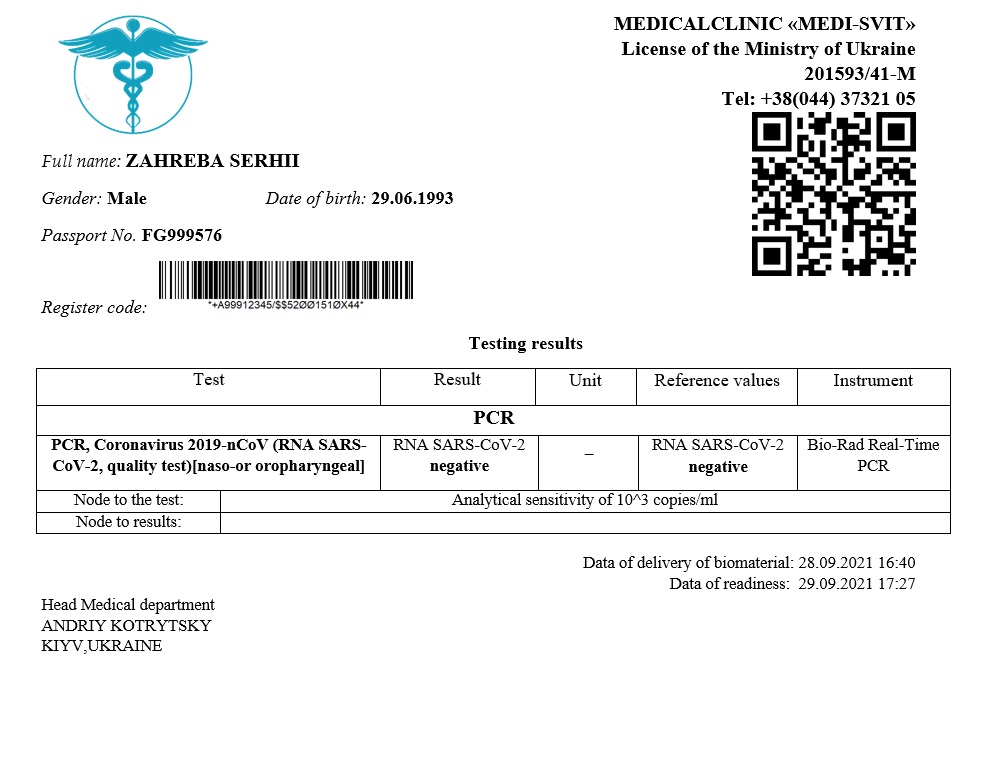 MEDICALCLINIC «MEDI-SVIT»
License of the Ministry of Ukraine
201593/41-M
Tel: +38(044) 37321 05
Full name: ZAHREBA SERHII
Gender: Male Date of birth: 29.06.1993
Passport No. FG999576
Register code: *+A99912345/$$52ØØ151ØX44*
Testing results
Test Result Unit Reference values Instrument
PCR
PCR, Coronavirus 2019-nCoV (RNA SARS- RNA SARS-CoV-2 – RNA SARS-CoV-2 Bio-Rad Real-Time
CoV-2, quality test)[naso-or oropharyngeal] negative negative PCR
Node to the test: Analytical sensitivity of 10^3 copies/ml
Node to results:
Data of delivery of biomaterial: 28.09.2021 16:40
Data of readiness: 29.09.2021 17:27
Head Medical department
ANDRIY KOTRYTSKY
KIYV,UKRAINE